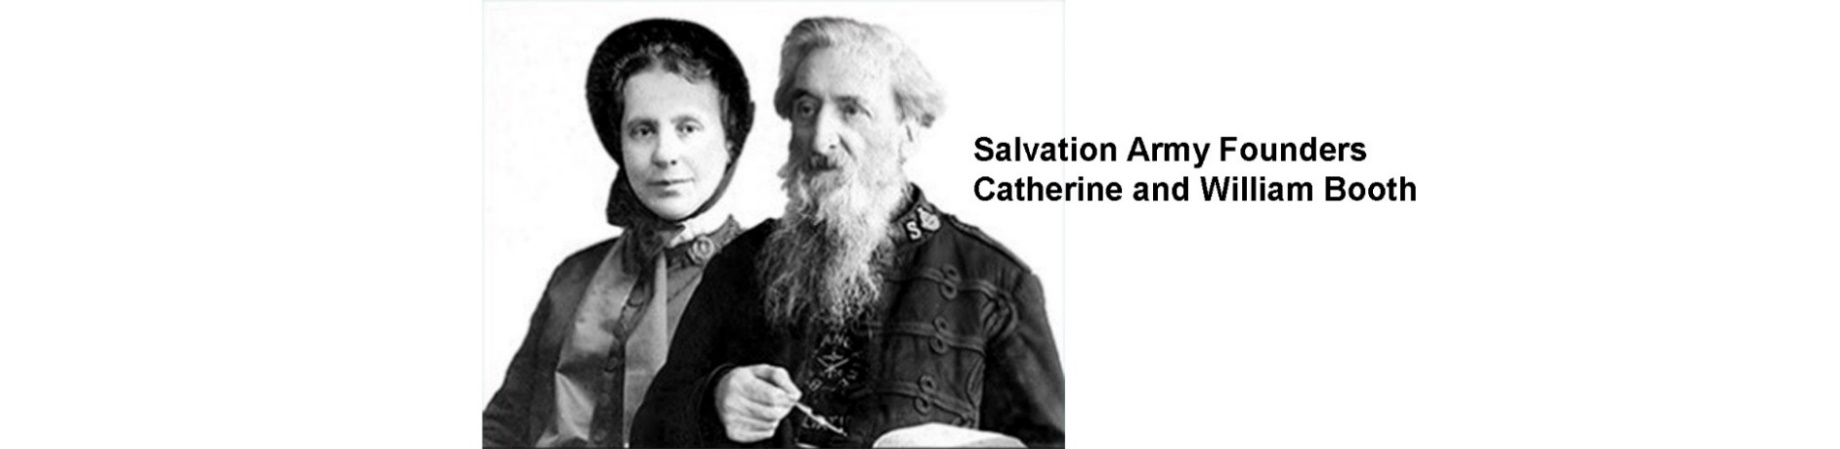 Salvation Army Founders
Catherine and William Booth
S